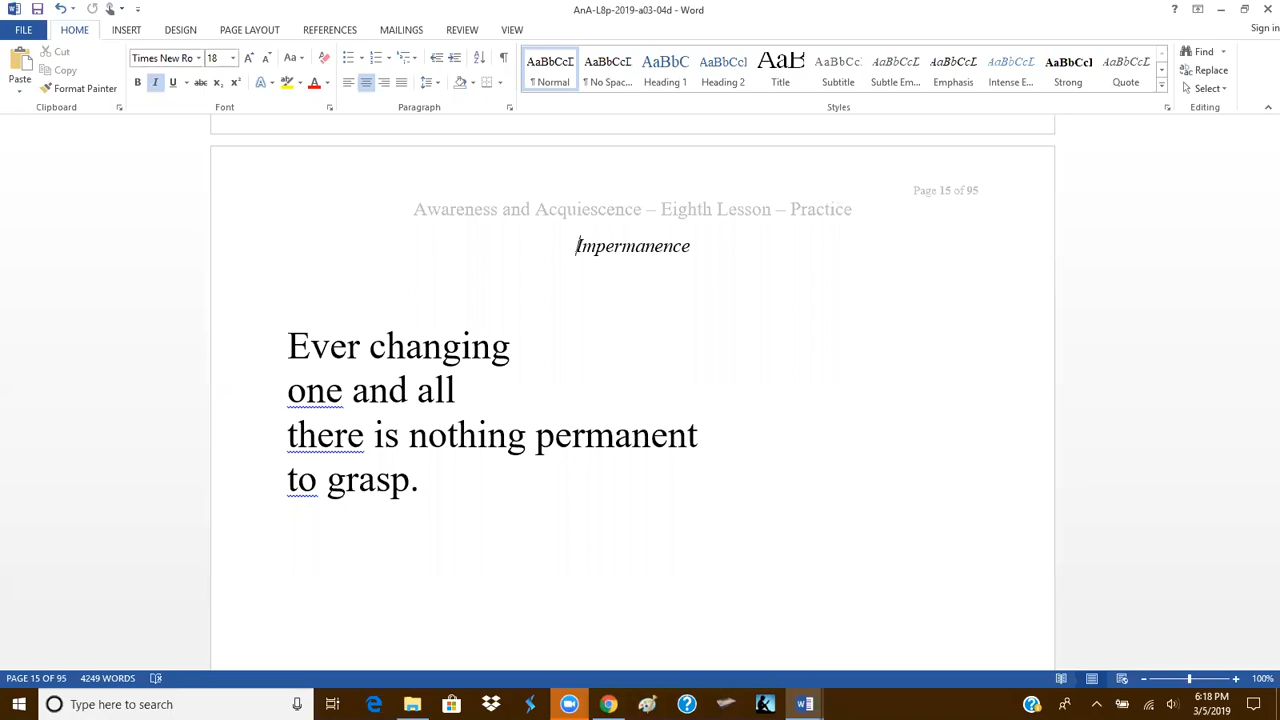 AnA-L8p-2019-a03-04d - Word
FILE HOME INSERT DESIGN PAGE LAYOUT REFERENCES MAILINGS REVIEW VIEW Sign in
Paste
Cut
Copy
Format Painter
Clipboard
Times New Ro 18
Font
Paragraph
AaBbCcI AaBbCcI AaBbC AaBbCcI AaB AaBbCc AaBbCcL AaBbCcL AaBbCcL AaBbCcl AaBbCcL
¶ Normal ¶ No Spac... Heading 1 Heading 2 Title Subtitle Subtle Em... Emphasis Intense E... Strong Quote
Styles
Find
Replace
Select
Editing
Page 15 of 95
Awareness and Acquiescence – Eighth Lesson – Practice
Impermanence
Ever changing
one and all
there is nothing permanent
to grasp.
PAGE 15 OF 95 4249 WORDS 100%
Type here to search
6:18 PM
3/5/2019